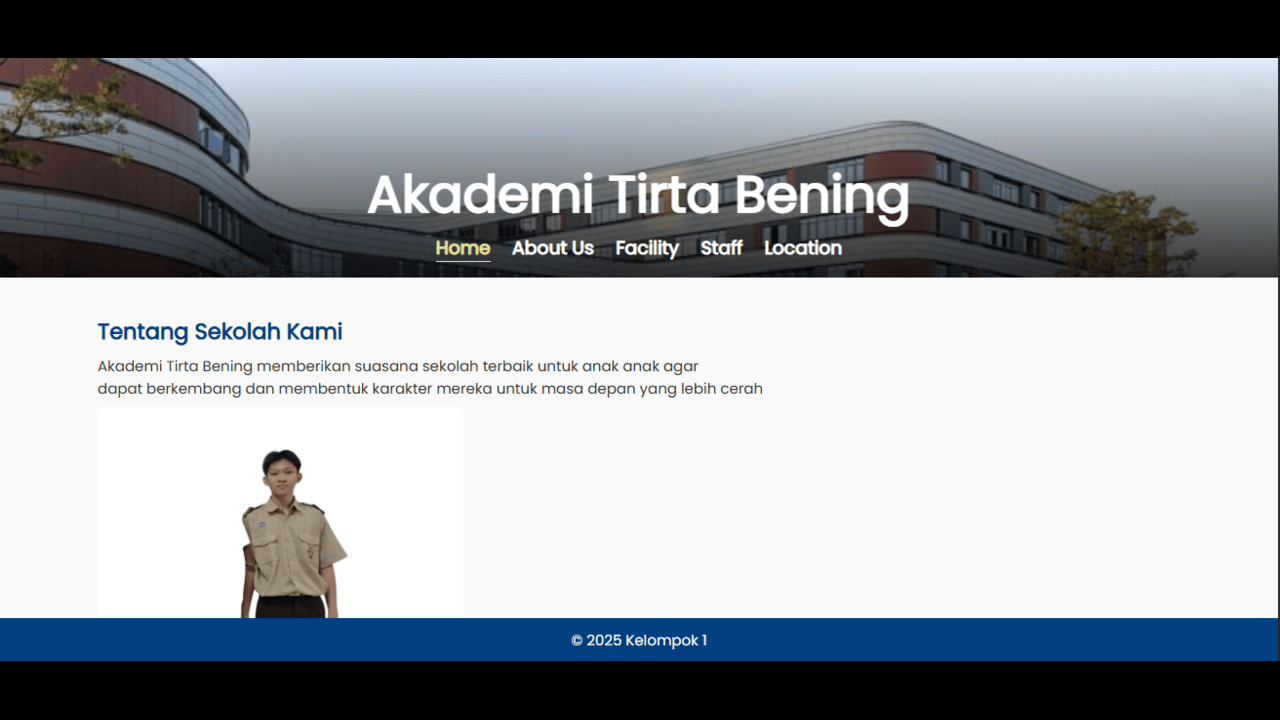 Akademi Tirta Bening
Home About Us Facility Staff Location
Tentang Sekolah Kami
Akademi Tirta Bening memberikan suasana sekolah terbaik untuk anak anak agar
dapat berkembang dan membentuk karakter mereka untuk masa depan yang lebih cerah
© 2025 Kelompok 1